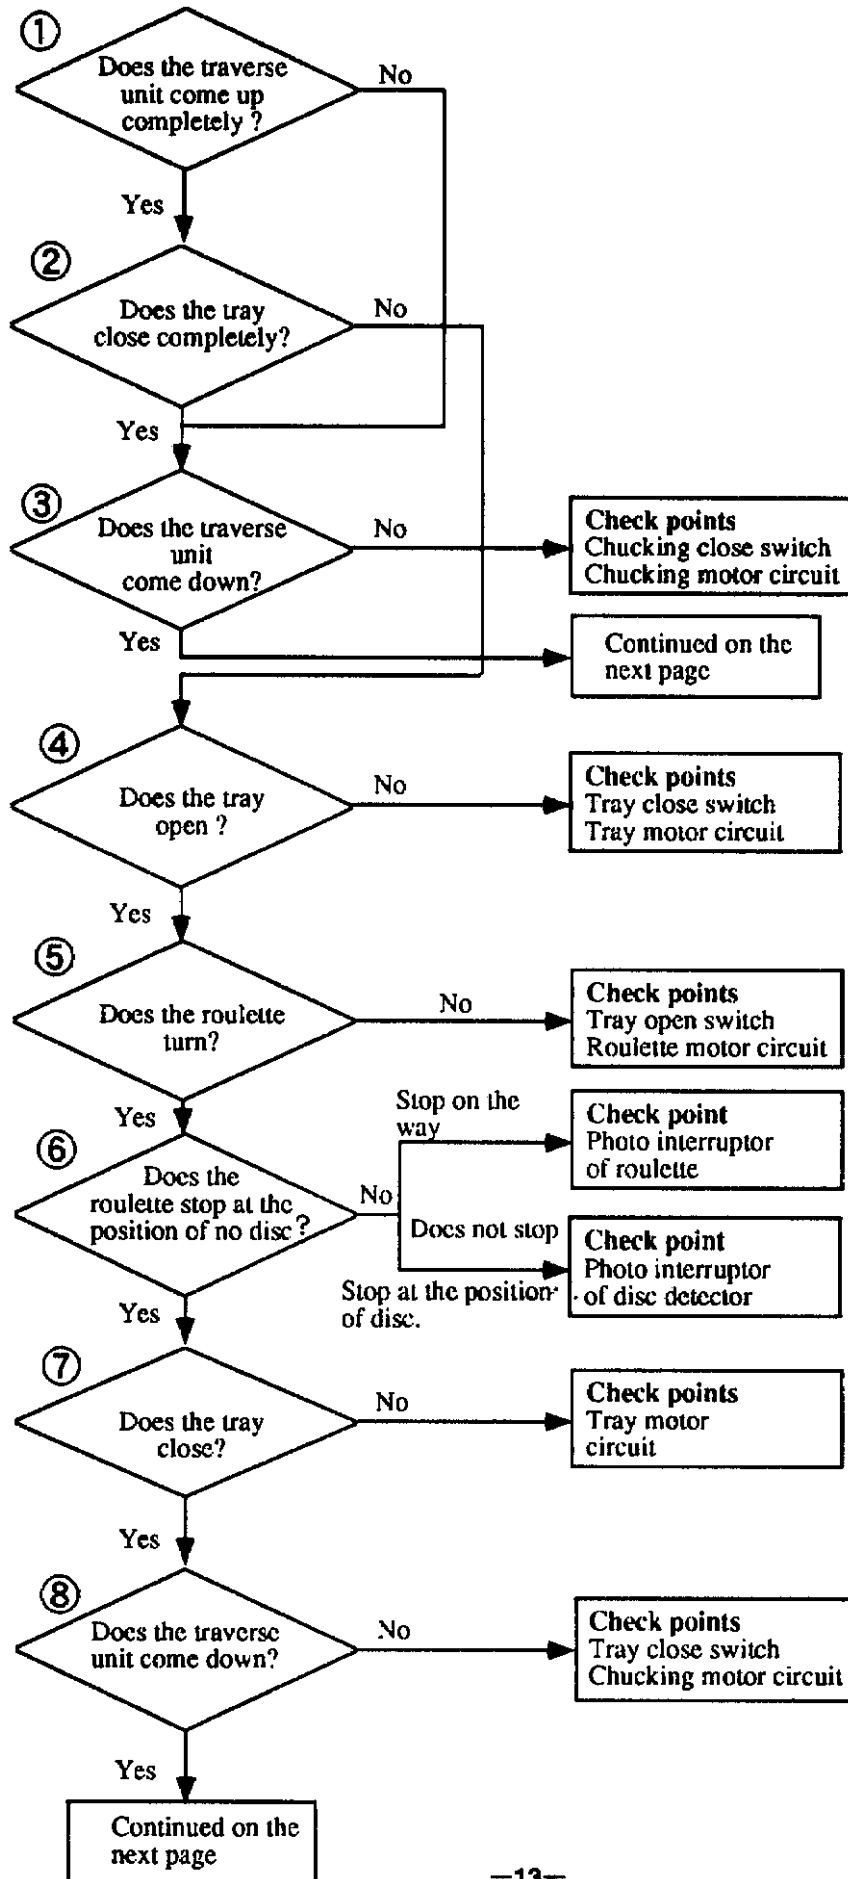 ①
Does the traverse
unit come up
completely ?
No
Yes
②
Does the tray
close completely?
No
Yes
③
Does the traverse
unit
come down?
No
Check points
Chucking close switch
Chucking motor circuit
Yes
Continued on the
next page
④
Does the tray
open ?
No
Check points
Tray close switch
Tray motor circuit
Yes
⑤
Does the roulette
turn?
No
Check points
Tray open switch
Roulette motor circuit
Yes
⑥
Does the
roulette stop at the
position of no disc?
No
Stop on the
way
Check point
Photo interruptor
of roulette
Does not stop
Stop at the position
of disc.
Check point
Photo interruptor
of disc detector
Yes
⑦
Does the tray
close?
No
Check points
Tray motor
circuit
Yes
⑧
Does the traverse
unit come down?
No
Check points
Tray close switch
Chucking motor circuit
Yes
Continued on the
next page
—13—